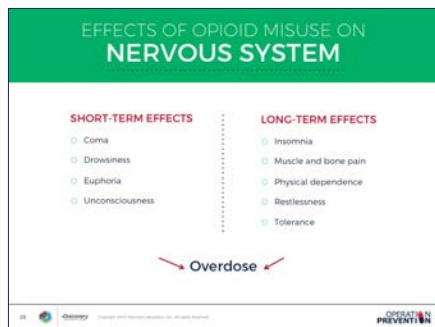 EFFECTS OF OPIOID MISUSE ON
NERVOUS SYSTEM
SHORT-TERM EFFECTS
Coma
Drowsiness
Euphoria
Unconsciousness
LONG-TERM EFFECTS
Insomnia
Muscle and bone pain
Physical dependence
Restlessness
Tolerance
Overdose
Discovery
OPERATION
PREVENTION